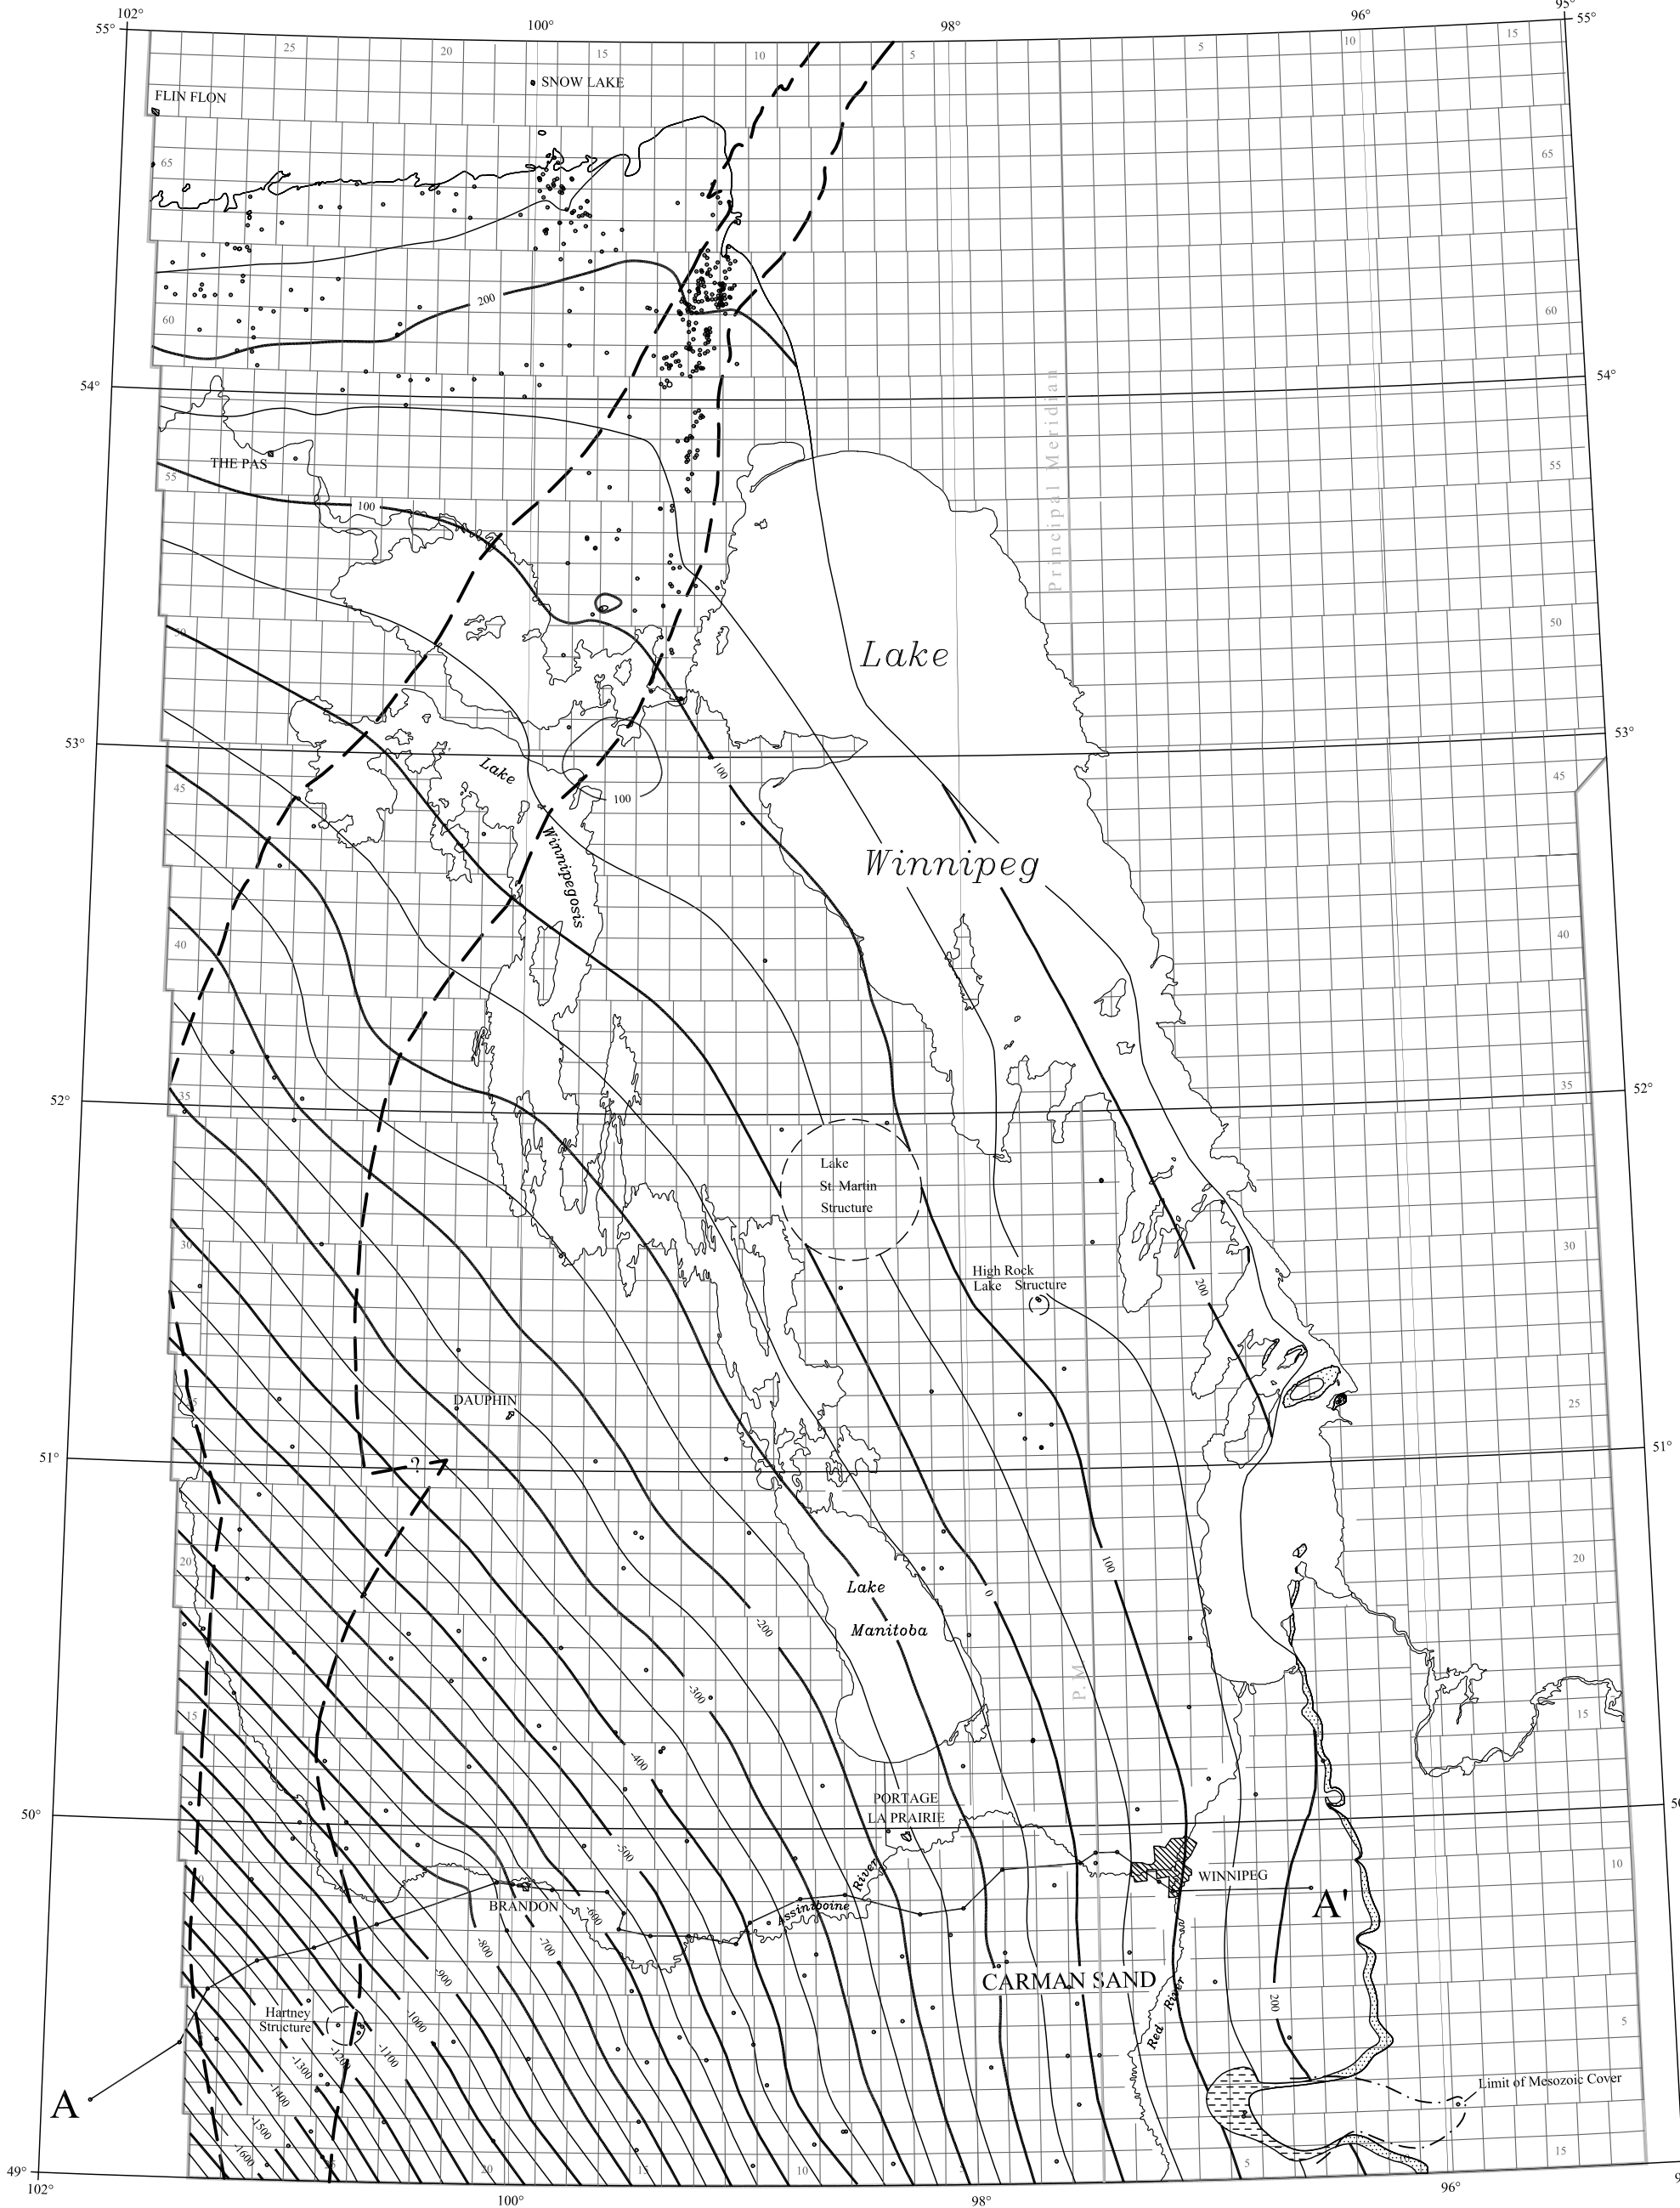 102°
100°
98°
96°
95°
55°
55°
25
20
15
10
5
5
10
15
SNOW LAKE
FLIN FLON
65
65
200
60
60
54°
54°
Principal Meridian
THE PAS
55
55
100
50
50
Lake
53°
53°
Lake
100
100
45
45
Winnipegosis
Winnipeg
40
40
35
35
52°
52°
Lake
St. Martin
Structure
30
30
High Rock
Lake Structure
200
DAUPHIN
25
51°
51°
?
20
20
100
0
Lake
-200
Manitoba
P.M.
-300
15
15
-400
50°
PORTAGE
LA PRAIRIE
-500
10
River
WINNIPEG
BRANDON
Assiniboine
-600
A'
-800
-700
-900
CARMAN SAND
River
200
Hartney
Structure
-1000
5
Red
-1100
-1200
-1300
-1400
Limit of Mesozoic Cover
A
-1500
-1600
15
49°
20
15
10
5
5
102°
100°
98°
96°